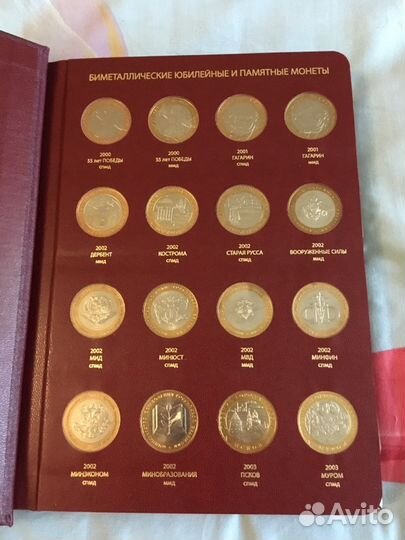 БИМЕТАЛЛИЧЕСКИЕ ЮБИЛЕЙНЫЕ И ПАМЯТНЫЕ МОНЕТЫ
2000
55 лет ПОБЕДЫ
СПМД
2000
55 лет ПОБЕДЫ
ММД
2001
ГАГАРИН
СПМД
2001
ГАГАРИН
ММД
2002
ДЕРБЕНТ
ММД
2002
КОСТРОМА
СПМД
2002
СТАРАЯ РУССА
СПМД
2002
ВООРУЖЕННЫЕ СИЛЫ
ММД
2002
МИД
СПМД
2002
МИНЮСТ
СПМД
2002
МВД
ММД
2002
МИНФИН
СПМД
2002
МИНЭКОНОМ
СПМД
2002
МИНОБРАЗОВАНИЯ
ММД
2003
ПСКОВ
СПМД
2003
МУРОМ
СПМД
Avito